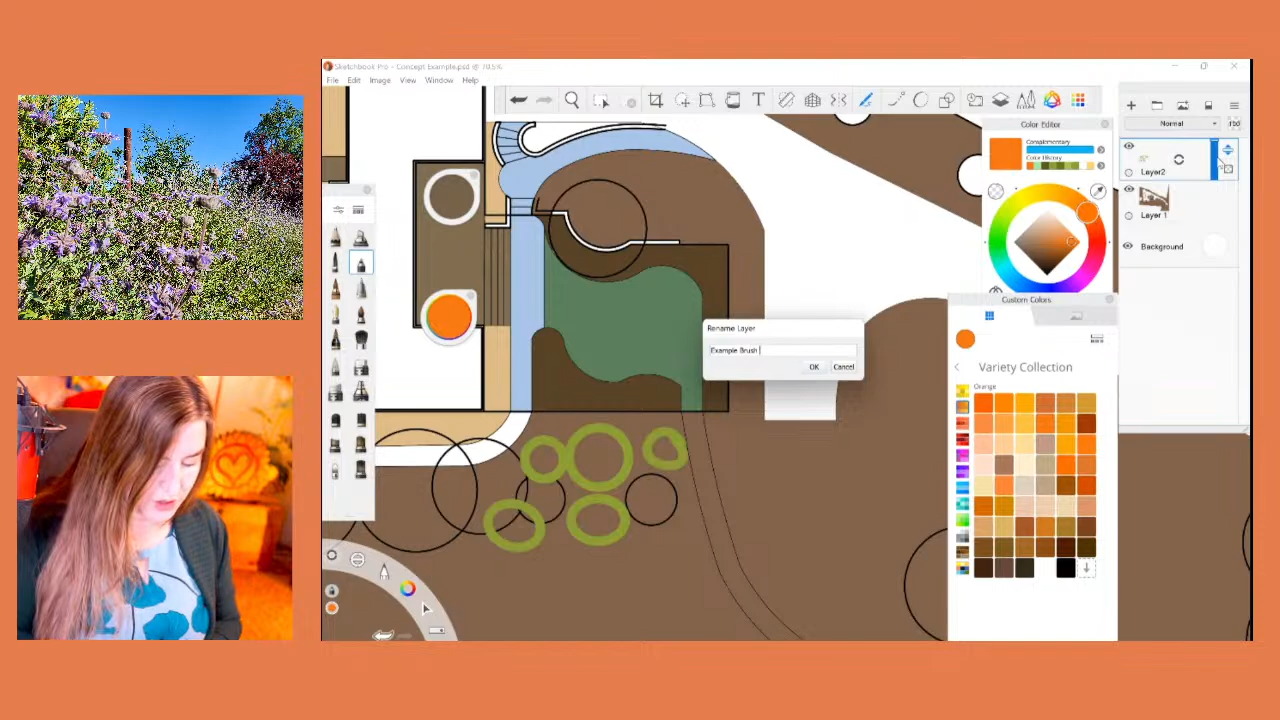 Sketchbook Pro - Concept Example.psd @ 70.5%
File Edit Image View Window Help
T
Normal
Color Editor
Complementary
Color History
Layer2
Layer 1
Background
Rename Layer
Example Brush
OK Cancel
Custom Colors
Variety Collection
Orange